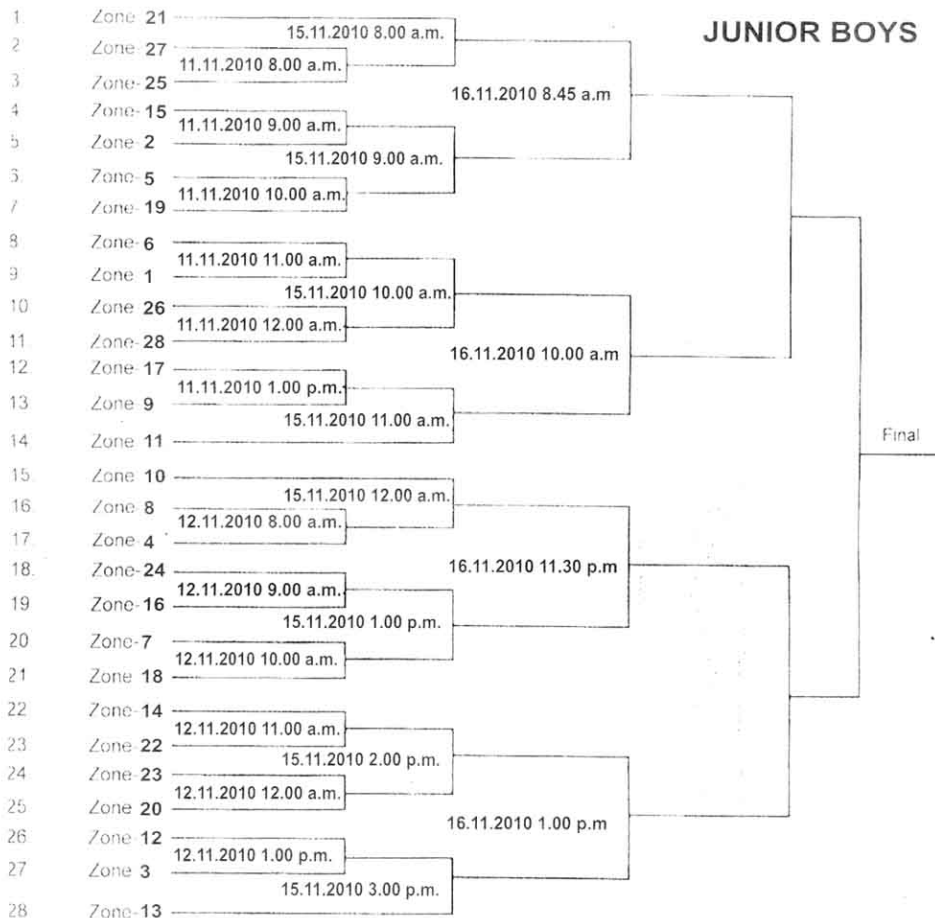 JUNIOR BOYS
1. Zone 21
15.11.2010 8.00 a.m.
2 Zone-27
11.11.2010 8.00 a.m.
3 Zone-25
16.11.2010 8.45 a.m
4 Zone-15
11.11.2010 9.00 a.m.
5 Zone-2
15.11.2010 9.00 a.m.
6. Zone-5
11.11.2010 10.00 a.m.
7 Zone-19
8 Zone-6
11.11.2010 11.00 a.m.
9 Zone 1
15.11.2010 10.00 a.m.
10 Zone 26
11.11.2010 12.00 a.m.
11. Zone-28
16.11.2010 10.00 a.m
12. Zone-17
11.11.2010 1.00 p.m.
13 Zone-9
15.11.2010 11.00 a.m.
14 Zone 11
Final
15. Zone 10
15.11.2010 12.00 a.m.
16. Zone-8
12.11.2010 8.00 a.m.
17. Zone-4
16.11.2010 11.30 p.m
18. Zone-24
12.11.2010 9.00 a.m.
19 Zone-16
15.11.2010 1.00 p.m.
20 Zone-7
12.11.2010 10.00 a.m.
21 Zone 18
22 Zone-14
12.11.2010 11.00 a.m.
23 Zone-22
15.11.2010 2.00 p.m.
24 Zone-23
12.11.2010 12.00 a.m.
25 Zone 20
16.11.2010 1.00 p.m
26 Zone-12
12.11.2010 1.00 p.m.
27 Zone 3
15.11.2010 3.00 p.m.
28 Zone-13